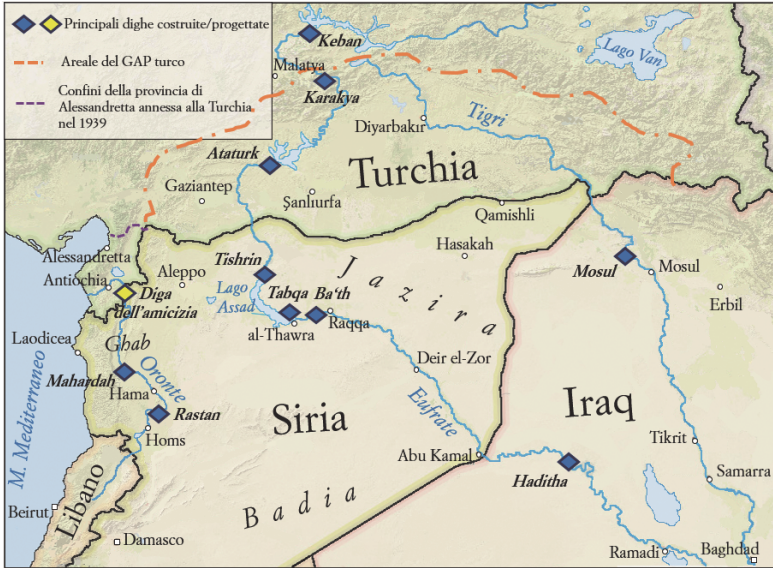 Principali dighe costruite/progettate
Areale del GAP turco
Confini della provincia di
Alessandretta annessa alla Turchia
nel 1939
Keban
Lago Van
Malatya
Karakya
Diyarbakır
Tigri
Ataturk
Turchia
Gaziantep
Şanlıurfa
Qamishli
Alessandretta
Hasakah
Antiochia
Aleppo
Tishrin
Jazira
Mosul
Mosul
Diga
dell'amicizia
Lago
Assad
Tabqa
Ba'th
Erbil
al-Thawra
Raqqa
Ghab
Laodicea
M. Mediterraneo
Mahardah
Oronte
Hama
Deir el-Zor
Rastan
Siria
Eufrate
Iraq
Homs
Tikrit
Abu Kamal
Haditha
Samarra
Libano
Badia
Beirut
Damasco
Ramadi
Baghdad